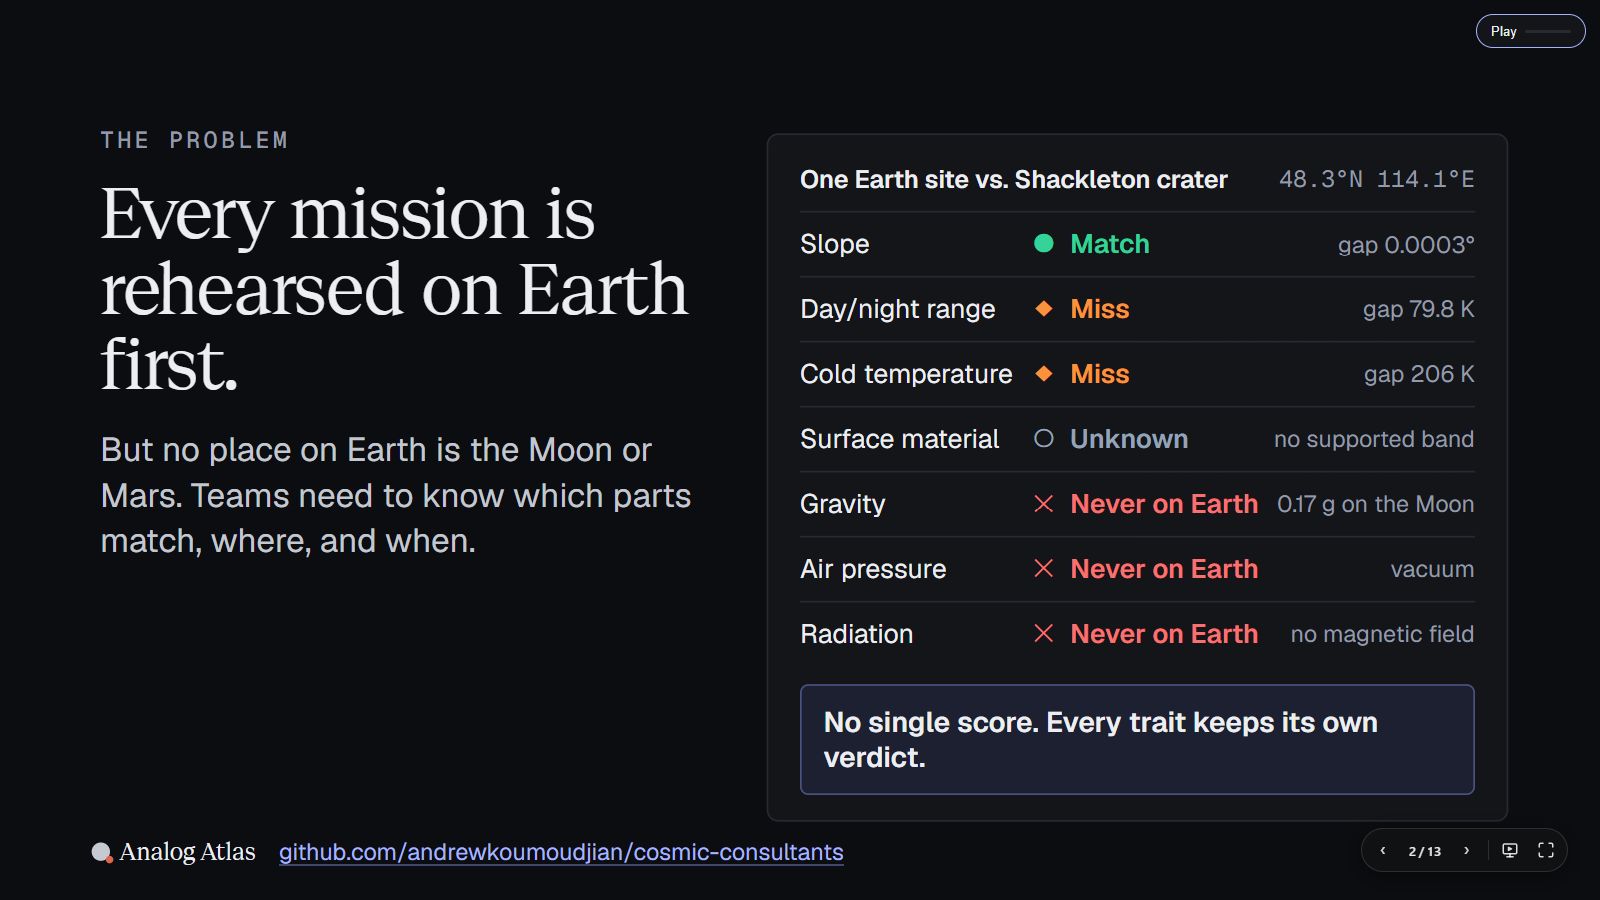 Play
THE PROBLEM
Every mission is
rehearsed on Earth
first.
But no place on Earth is the Moon or
Mars. Teams need to know which parts
match, where, and when.
One Earth site vs. Shackleton crater 48.3°N 114.1°E
Slope Match gap 0.0003°
Day/night range Miss gap 79.8 K
Cold temperature Miss gap 206 K
Surface material Unknown no supported band
Gravity Never on Earth 0.17 g on the Moon
Air pressure Never on Earth vacuum
Radiation Never on Earth no magnetic field
No single score. Every trait keeps its own
verdict.
Analog Atlas github.com/andrewkoumoudjian/cosmic-consultants
2/13